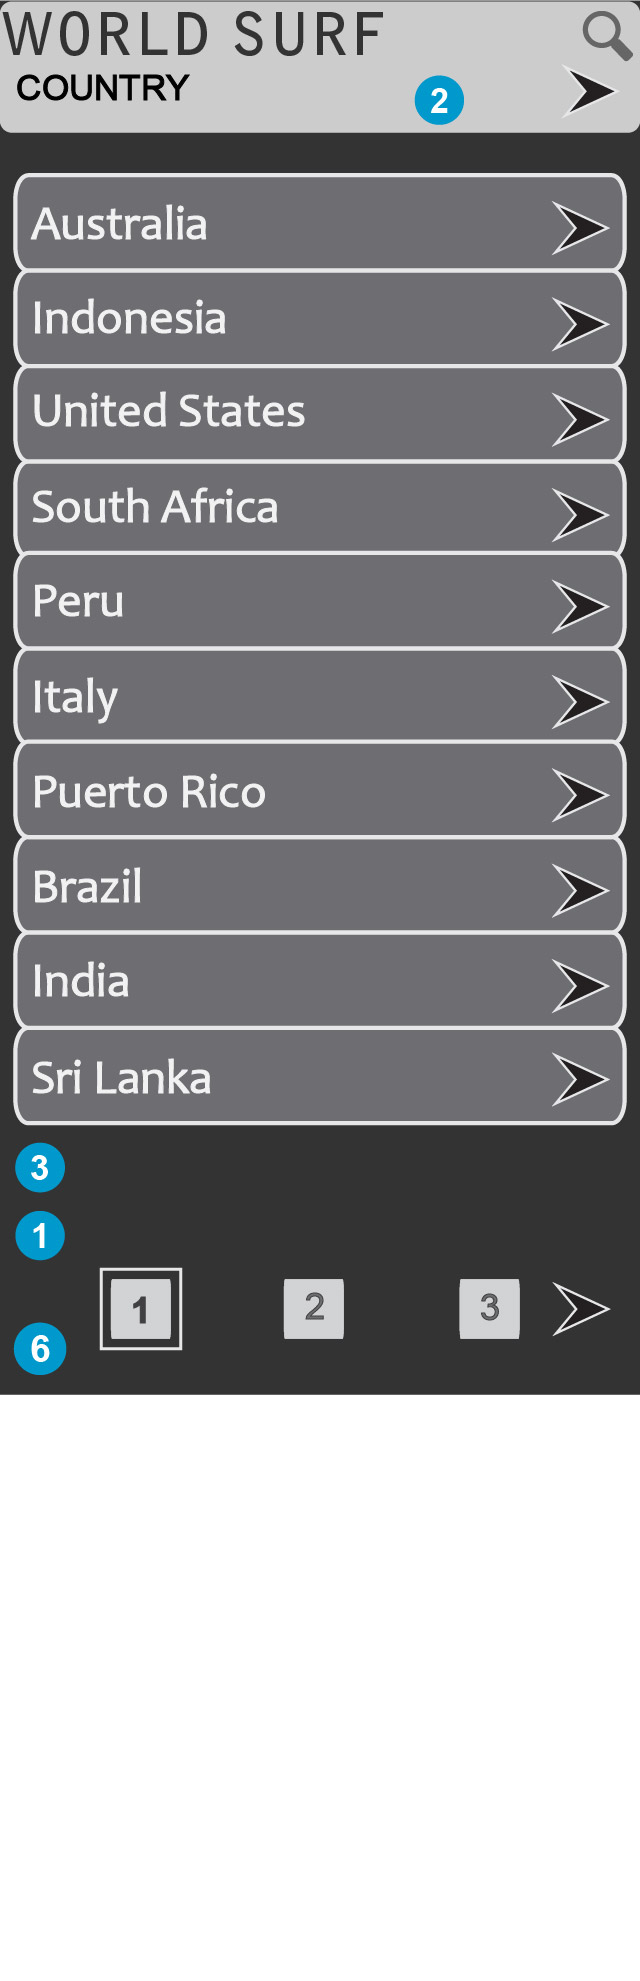 WORLD SURF
COUNTRY 2
Australia
Indonesia
United States
South Africa
Peru
Italy
Puerto Rico
Brazil
India
Sri Lanka
3
1
1 2 3
6